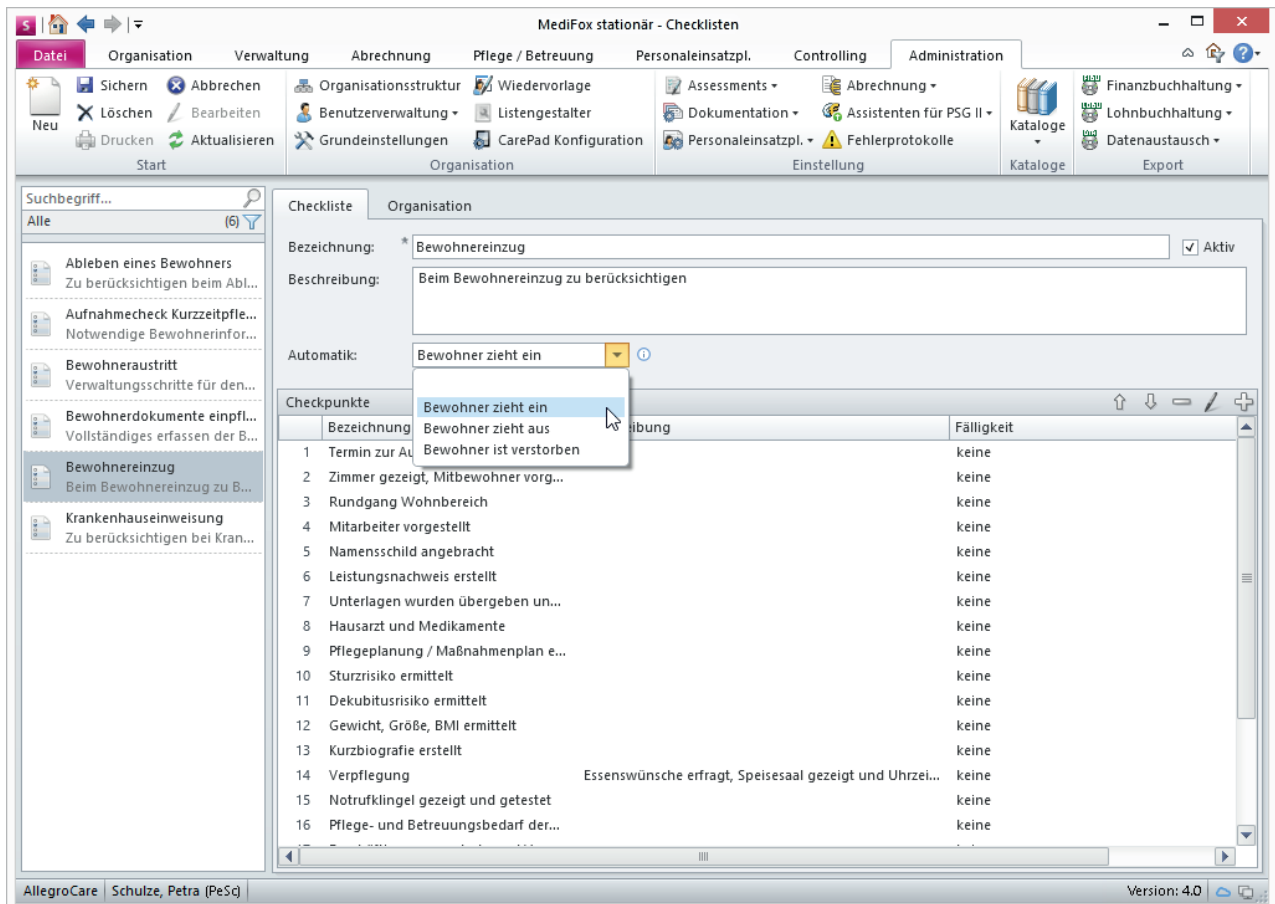 MediFox stationär - Checklisten
Datei Organisation Verwaltung Abrechnung Pflege / Betreuung Personaleinsatzpl. Controlling Administration
Neu
Sichern Abbrechen
Löschen Bearbeiten
Drucken Aktualisieren
Start
Organisationsstruktur Wiedervorlage
Benutzerverwaltung Listengestalter
Grundeinstellungen CarePad Konfiguration
Organisation
Assessments Abrechnung
Dokumentation Assistenten für PSG II
Personaleinsatzpl. Fehlerprotokolle
Einstellung
Kataloge
Kataloge
Finanzbuchhaltung
Lohnbuchhaltung
Datenaustausch
Export
Suchbegriff...
Alle (6)
Ableben eines Bewohners
Zu berücksichtigen beim Abl...
Aufnahmecheck Kurzzeitpfle...
Notwendige Bewohnerinfor...
Bewohneraustritt
Verwaltungsschritte für den...
Bewohnerdokumente einpfl...
Vollständiges erfassen der B...
Bewohnereinzug
Beim Bewohnereinzug zu B...
Krankenhauseinweisung
Zu berücksichtigen bei Kran...
Checkliste Organisation
Bezeichnung: * Bewohnereinzug Aktiv
Beschreibung: Beim Bewohnereinzug zu berücksichtigen
Automatik: Bewohner zieht ein
Bewohner zieht ein
Bewohner zieht aus
Bewohner ist verstorben
Checkpunkte
Bezeichnung ibung Fälligkeit
1 Termin zur Au keine
2 Zimmer gezeigt, Mitbewohner vorg... keine
3 Rundgang Wohnbereich keine
4 Mitarbeiter vorgestellt keine
5 Namensschild angebracht keine
6 Leistungsnachweis erstellt keine
7 Unterlagen wurden übergeben un... keine
8 Hausarzt und Medikamente keine
9 Pflegeplanung / Maßnahmenplan e... keine
10 Sturzrisiko ermittelt keine
11 Dekubitusrisiko ermittelt keine
12 Gewicht, Größe, BMI ermittelt keine
13 Kurzbiografie erstellt keine
14 Verpflegung Essenswünsche erfragt, Speisesaal gezeigt und Uhrzei... keine
15 Notrufklingel gezeigt und getestet keine
16 Pflege- und Betreuungsbedarf der... keine
AllegroCare Schulze, Petra (PeSc) Version: 4.0